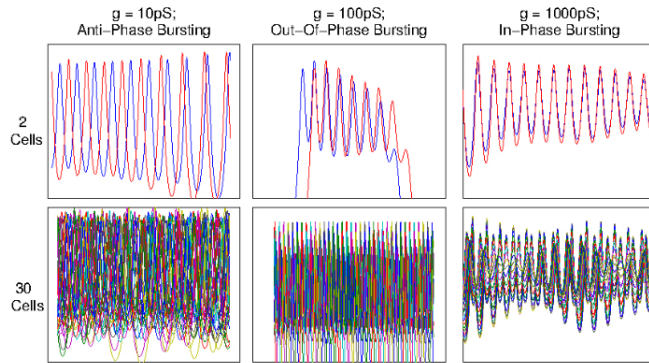 g = 10pS;
Anti–Phase Bursting
g = 100pS;
Out–Of–Phase Bursting
g = 1000pS;
In–Phase Bursting
2
Cells
30
Cells